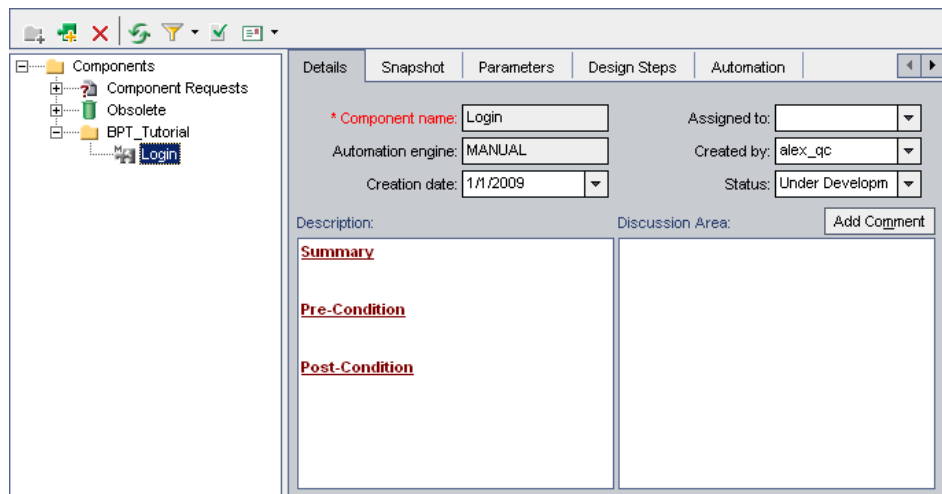 Components
Component Requests
Obsolete
BPT_Tutorial
Login
Details Snapshot Parameters Design Steps Automation
* Component name: Login Assigned to:
Automation engine: MANUAL Created by: alex_qc
Creation date: 1/1/2009 Status: Under Developm
Description: Discussion Area: Add Comment
Summary
Pre-Condition
Post-Condition